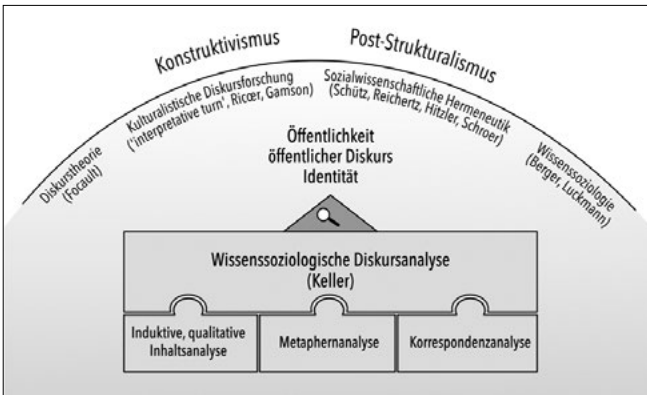 Konstruktivismus
Post-Strukturalismus
Diskurstheorie
(Focault)
Kulturalistische Diskursforschung
('interpretative turn', Ricœr, Gamson)
Sozialwissenschaftliche Hermeneutik
(Schütz, Reichertz, Hitzler, Schroer)
Wissenssoziologie
(Berger, Luckmann)
Öffentlichkeit
öffentlicher Diskurs
Identität
Wissenssoziologische Diskursanalyse
(Keller)
Induktive, qualitative
Inhaltsanalyse
Metaphernanalyse
Korrespondenzanalyse